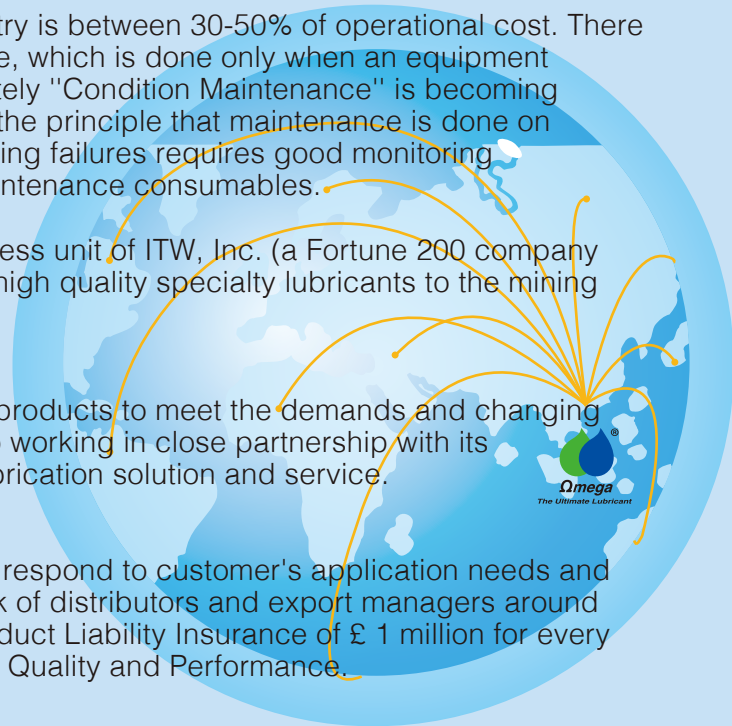 try is between 30-50% of operational cost. There
e, which is done only when an equipment
tely "Condition Maintenance" is becoming
the principle that maintenance is done on
ing failures requires good monitoring
intenance consumables.
ess unit of ITW, Inc. (a Fortune 200 company
high quality specialty lubricants to the mining
products to meet the demands and changing
working in close partnership with its
brication solution and service.
®
Ωmega
The Ultimate Lubricant
respond to customer's application needs and
k of distributors and export managers around
duct Liability Insurance of £ 1 million for every
Quality and Performance.